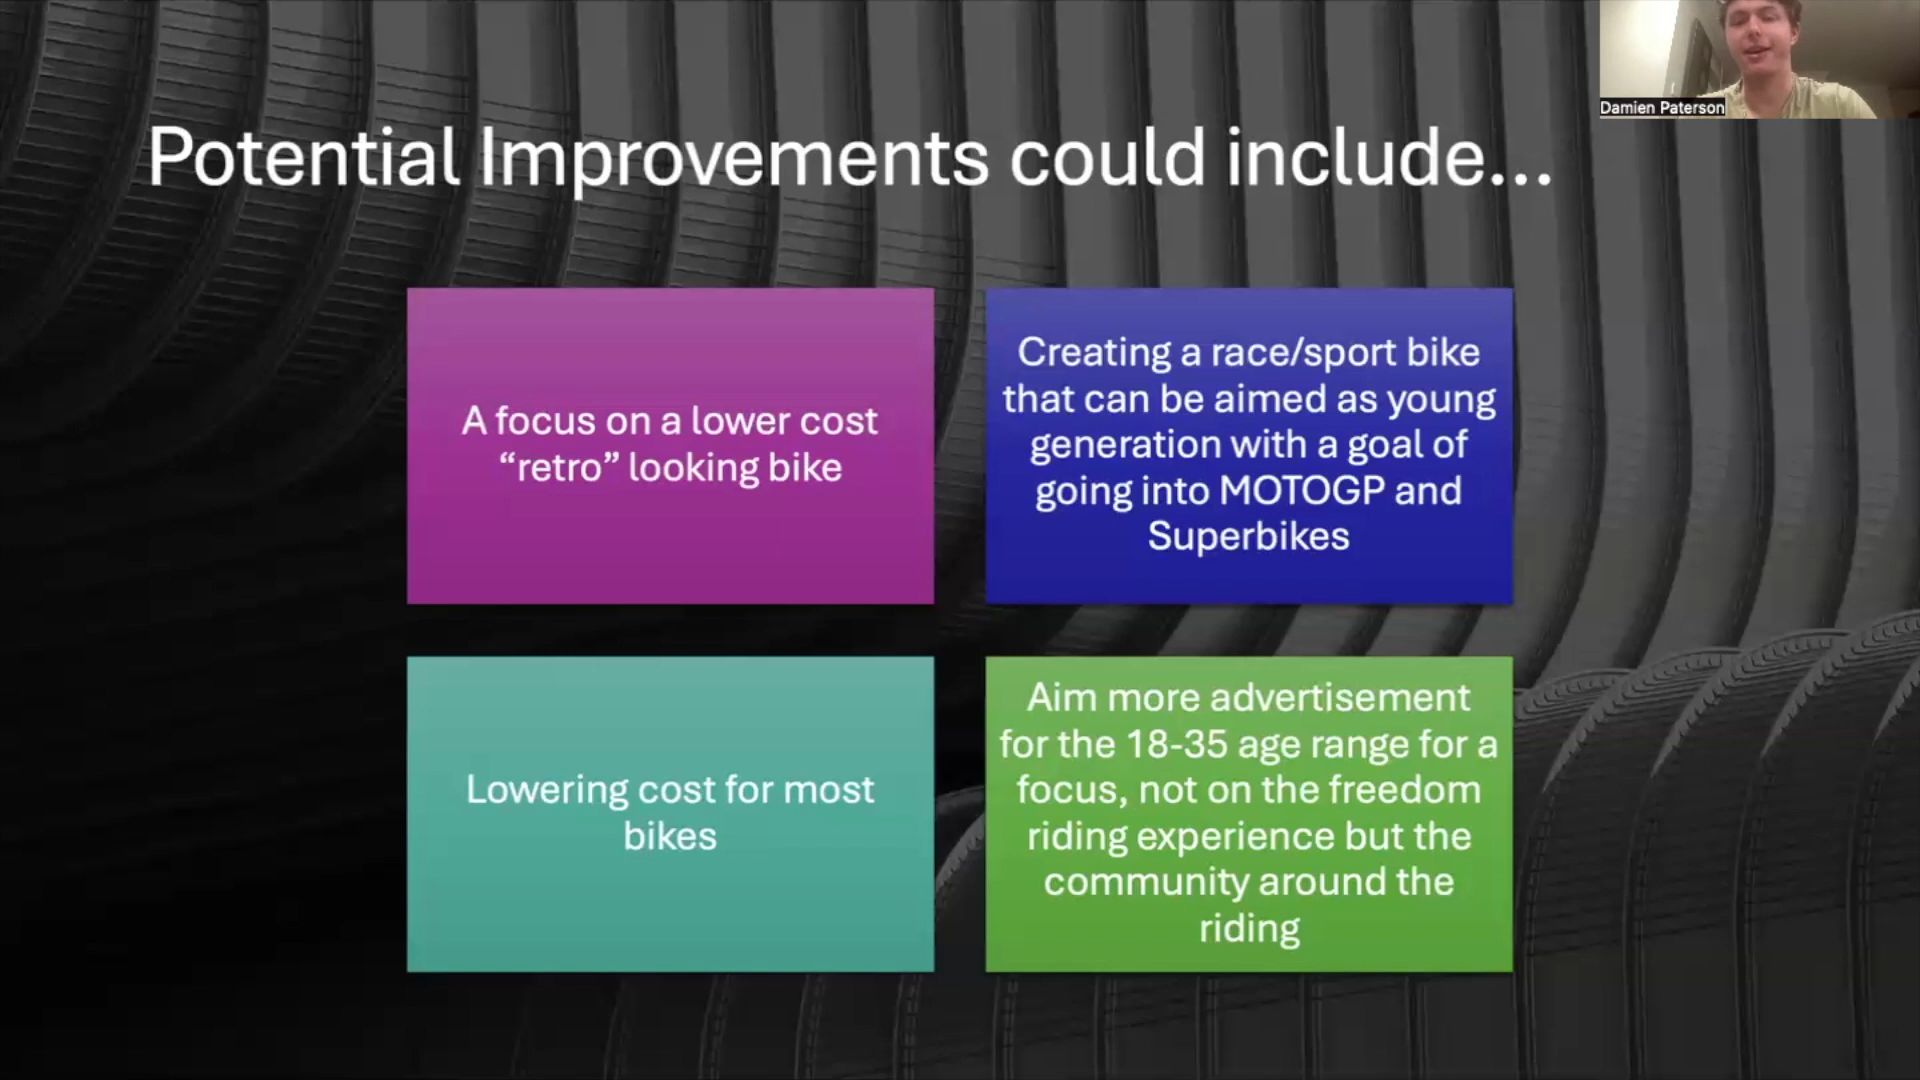 Damien Paterson
Potential Improvements could include...
A focus on a lower cost
“retro” looking bike
Creating a race/sport bike
that can be aimed as young
generation with a goal of
going into MOTOGP and
Superbikes
Lowering cost for most
bikes
Aim more advertisement
for the 18-35 age range for a
focus, not on the freedom
riding experience but the
community around the
riding